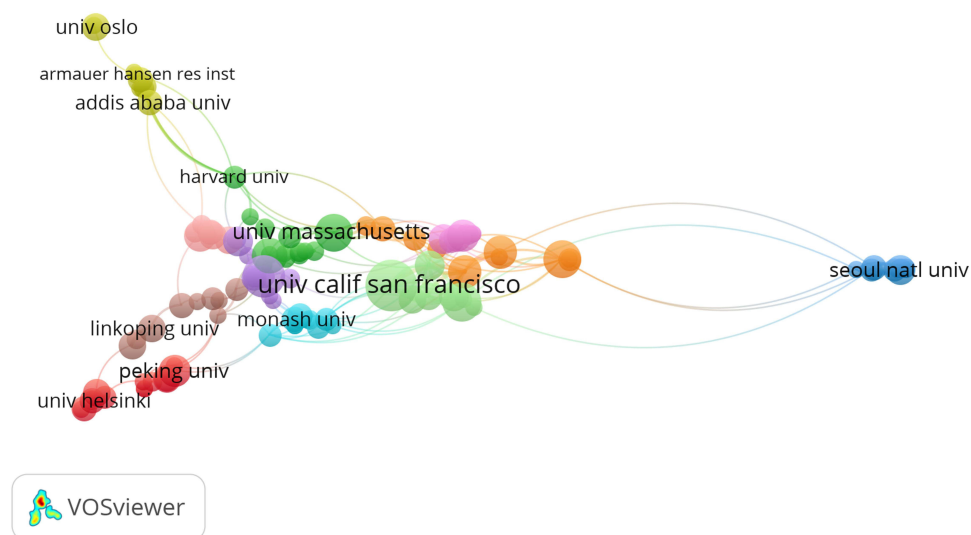 univ oslo
armauer hansen res inst
addis ababa univ
harvard univ
univ massachusetts
seoul natl univ
univ calif san francisco
monash univ
linkoping univ
peking univ
univ helsinki
VOSviewer